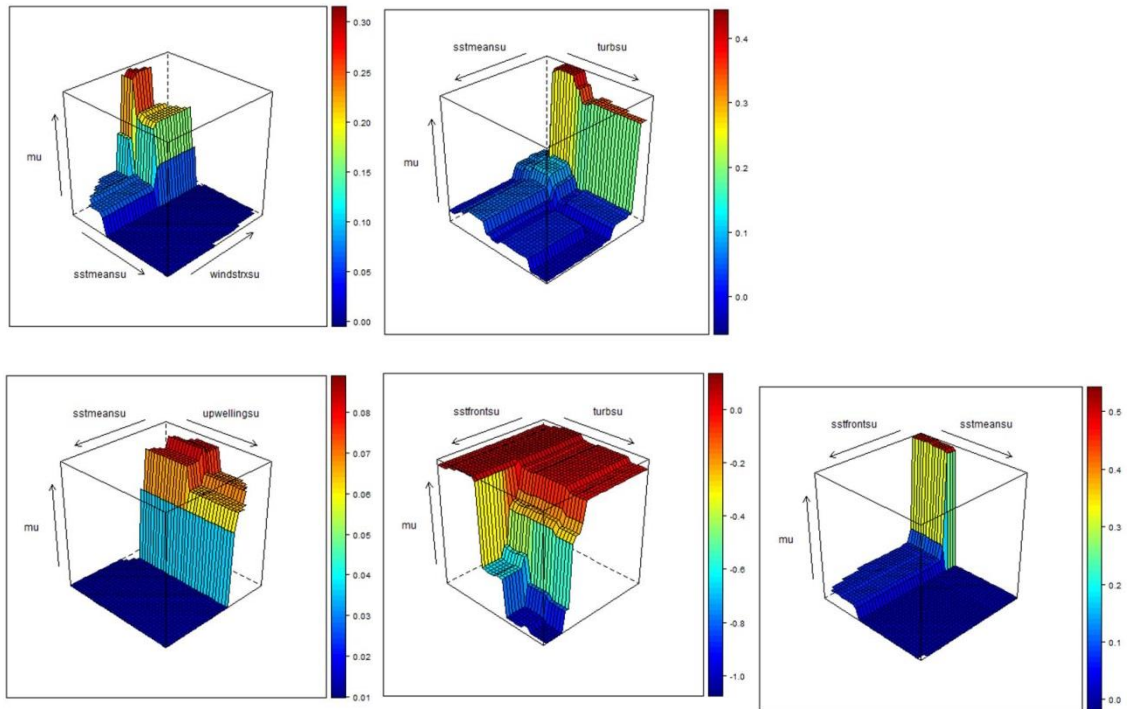 0.30
0.25
0.20
0.15
0.10
0.05
0.00
mu
sstmeansu
windstrxsu
sstmeansu
turbsu
mu
0.4
0.3
0.2
0.1
0.0
sstmeansu
upwellingsu
mu
0.08
0.07
0.06
0.05
0.04
0.03
0.02
0.01
sstfrontsu
turbsu
mu
0.0
-0.2
-0.4
-0.6
-0.8
-1.0
sstfrontsu
sstmeansu
mu
0.5
0.4
0.3
0.2
0.1
0.0